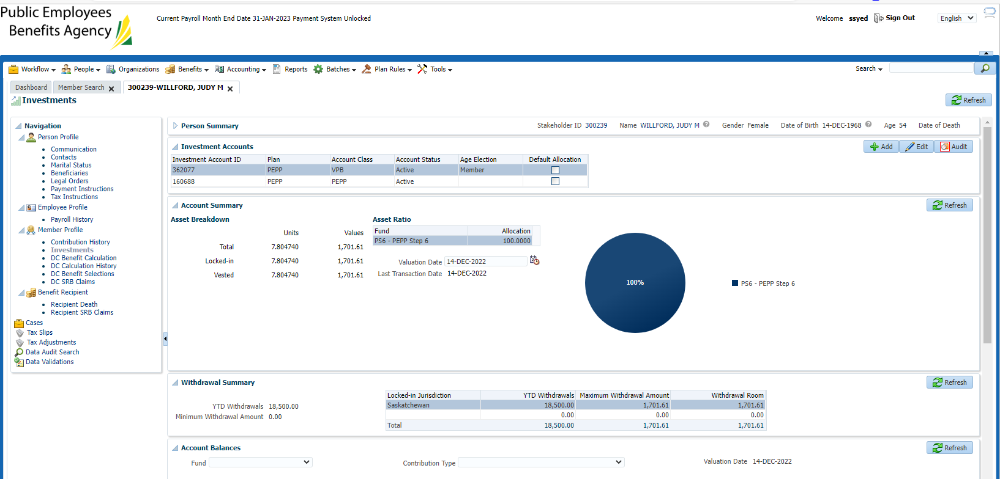 Public Employees
Benefits Agency
Current Payroll Month End Date 31-JAN-2023 Payment System Unlocked
Welcome ssyed Sign Out English
Workflow People Organizations Benefits Accounting Reports Batches Plan Rules Tools Search
Dashboard Member Search 300239-WILLFORD, JUDY M
Investments Refresh
Navigation
Person Profile
Communication
Contacts
Marital Status
Beneficiaries
Legal Orders
Payment Instructions
Tax Instructions
Employee Profile
Payroll History
Member Profile
Contribution History
Investments
DC Benefit Calculation
DC Calculation History
DC Benefit Selections
DC SRB Claims
Benefit Recipient
Recipient Death
Recipient SRB Claims
Cases
Tax Slips
Tax Adjustments
Data Audit Search
Data Validations
Person Summary Stakeholder ID 300239 Name WILLFORD, JUDY M Gender Female Date of Birth 14-DEC-1968 Age 54 Date of Death
Investment Accounts Add Edit Audit
Investment Account ID Plan Account Class Account Status Age Election Default Allocation
362077 PEPP VPB Active Member
160688 PEPP PEPP Active
Account Summary Refresh
Asset Breakdown
Units Values
Total 7.804740 1,701.61
Locked-in 7.804740 1,701.61
Vested 7.804740 1,701.61
Asset Ratio
Fund Allocation
PS6 - PEPP Step 6 100.0000
Valuation Date 14-DEC-2022
Last Transaction Date 14-DEC-2022
100%
PS6 - PEPP Step 6
Withdrawal Summary Refresh
YTD Withdrawals 18,500.00
Minimum Withdrawal Amount 0.00
Locked-in Jurisdiction YTD Withdrawals Maximum Withdrawal Amount Withdrawal Room
Saskatchewan 18,500.00 1,701.61 1,701.61
0.00 0.00 0.00
Total 18,500.00 1,701.61 1,701.61
Account Balances Refresh
Fund Contribution Type Valuation Date 14-DEC-2022